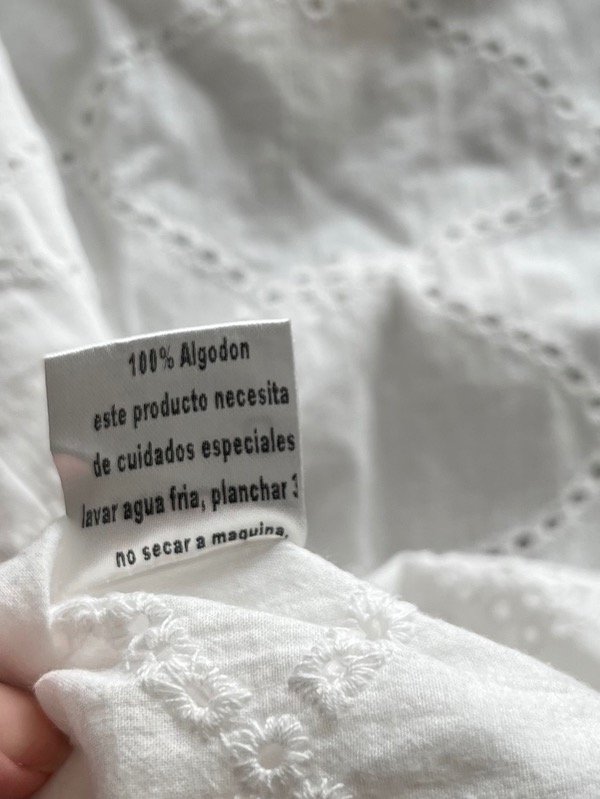 100% Algodon
este producto necesita
de cuidados especiales
lavar agua fria, planchar
no secar a maquina.